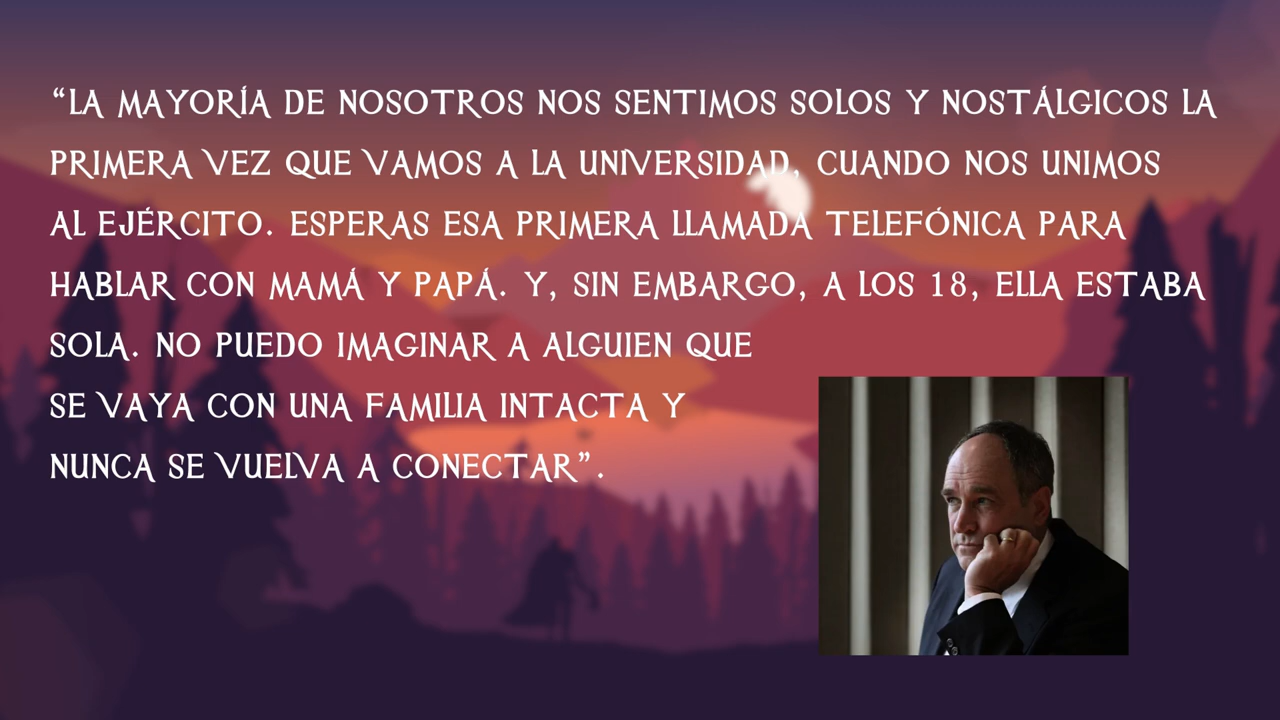 “LA MAYORÍA DE NOSOTROS NOS SENTIMOS SOLOS Y NOSTÁLGICOS LA
PRIMERA VEZ QUE VAMOS A LA UNIVERSIDAD, CUANDO NOS UNIMOS
AL EJÉRCITO. ESPERAS ESA PRIMERA LLAMADA TELEFÓNICA PARA
HABLAR CON MAMÁ Y PAPÁ. Y, SIN EMBARGO, A LOS 18, ELLA ESTABA
SOLA. NO PUEDO IMAGINAR A ALGUIEN QUE
SE VAYA CON UNA FAMILIA INTACTA Y
NUNCA SE VUELVA A CONECTAR”.